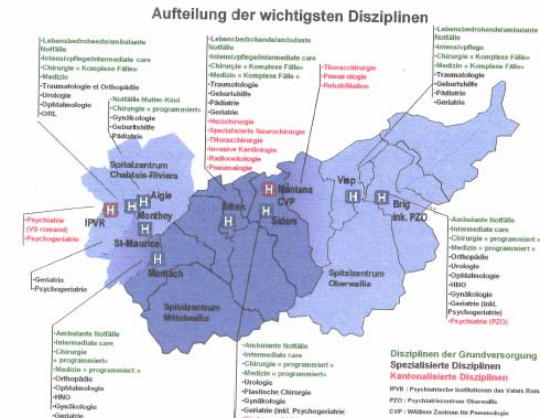 Aufteilung der wichtigsten Disziplinen
•Lebensbedrohende/ambulante
Notfälle
•Intensivpflege/Intermediate care
•Chirurgie « Komplexe Fälle»
•Medizin
•Traumatologie et Orthopädie
•Urologie
•Ophtalmologie
•ORL
•Notfälle Mutter-Kind
•Chirurgie « programmiert»
•Gynäkologie
•Geburtshilfe
•Pädiatrie
•Lebensbedrohende/ambulante
Notfälle
•Intensivpflege/intermediate care
•Chirurgie « Komplexe Fälle»
•Medizin « Komplexe Fälle »
•Traumatologie
•Geburtshilfe
•Pädiatrie
•Geriatrie
•Herzchirurgie
•Spezialisierte Neurochirurgie
•THoraxchirurgie
•Invasive Kardiologie
•Radioonkologie
•Pneumologie
•Thoraxchirurgie
•Pneumologie
•Rehabilitation
•Lebensbedrohende/ambulante
Notfälle
•Intensivpflege
•Chirurgie « Komplexe Fälle»
•Medizin « Komplexe Fälle »
•Traumatologie
•Geburtshilfe
•Pädiatrie
•Geriatrie
Spitalzentrum
Chablais-Riviera
Aigle
IPVR
Monthey
St-Maurice
Martinach
Sitten
Montana
CVP
Siders
Visp
Brig
ink. PZO
Spitalzentrum
Mittelwallis
Spitalzentrum
Oberwallis
•Psychiatrie
(VS romand)
•Psychogeriatrie
•Geriatrie
•Psychogeriatrie
•Ambulante Notfälle
•Intermediate care
•Chirurgie
« programmiert»
•Medizin « programmiert »
•Orthopädie
•Ophtalmologie
•HNO
•Gynäkologie
•Geriatrie
•Ambulante Notfälle
•Intermediate care
•Chirurgie « programmiert »
•Medizin « programmiert»
•Urologie
•Plastische Chirurgie
•Gynäkologie
•Geriatrie (inkl. Psychogeriatrie)
•Ambulante Notfälle
•Intermediate care
•Chirurgie « programmiert »
•Medizin « programmiert »
•Orthopädie
•Urologie
•Ophtalmologie
•HNO
•Gynäkologie
•Geriatrie (inkl.
Psychogeriatrie)
•Psychiatrie (PZO)
Disziplinen der Grundversorgung
Spezialisierte Disziplinen
Kantonalisierte Disziplinen
IPVR : Psychiatrische Institutionen des Valais Rom
PZO : Psychiatriezentrum Oberwallis
CVP : Walliser Zentrum für Pneumologie